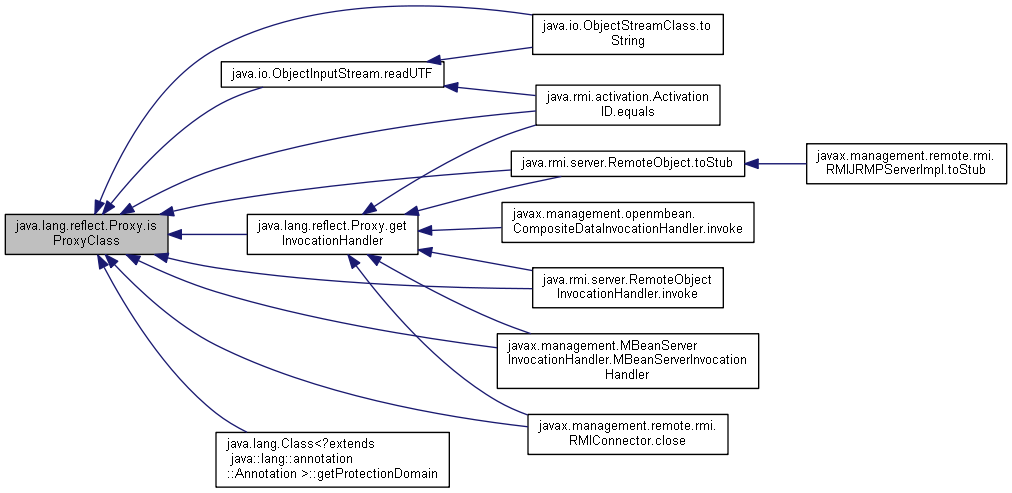 java.io.ObjectStreamClass.to
String
java.io.ObjectInputStream.readUTF
java.rmi.activation.Activation
ID.equals
java.rmi.server.RemoteObject.toStub
javax.management.remote.rmi.
RMIJRMPServerImpl.toStub
java.lang.reflect.Proxy.is
ProxyClass
java.lang.reflect.Proxy.get
InvocationHandler
javax.management.openmbean.
CompositeDataInvocationHandler.invoke
java.rmi.server.RemoteObject
InvocationHandler.invoke
javax.management.MBeanServer
InvocationHandler.MBeanServerInvocation
Handler
javax.management.remote.rmi.
RMIConnector.close
java.lang.Class<?extends
java::lang::annotation
::Annotation >::getProtectionDomain